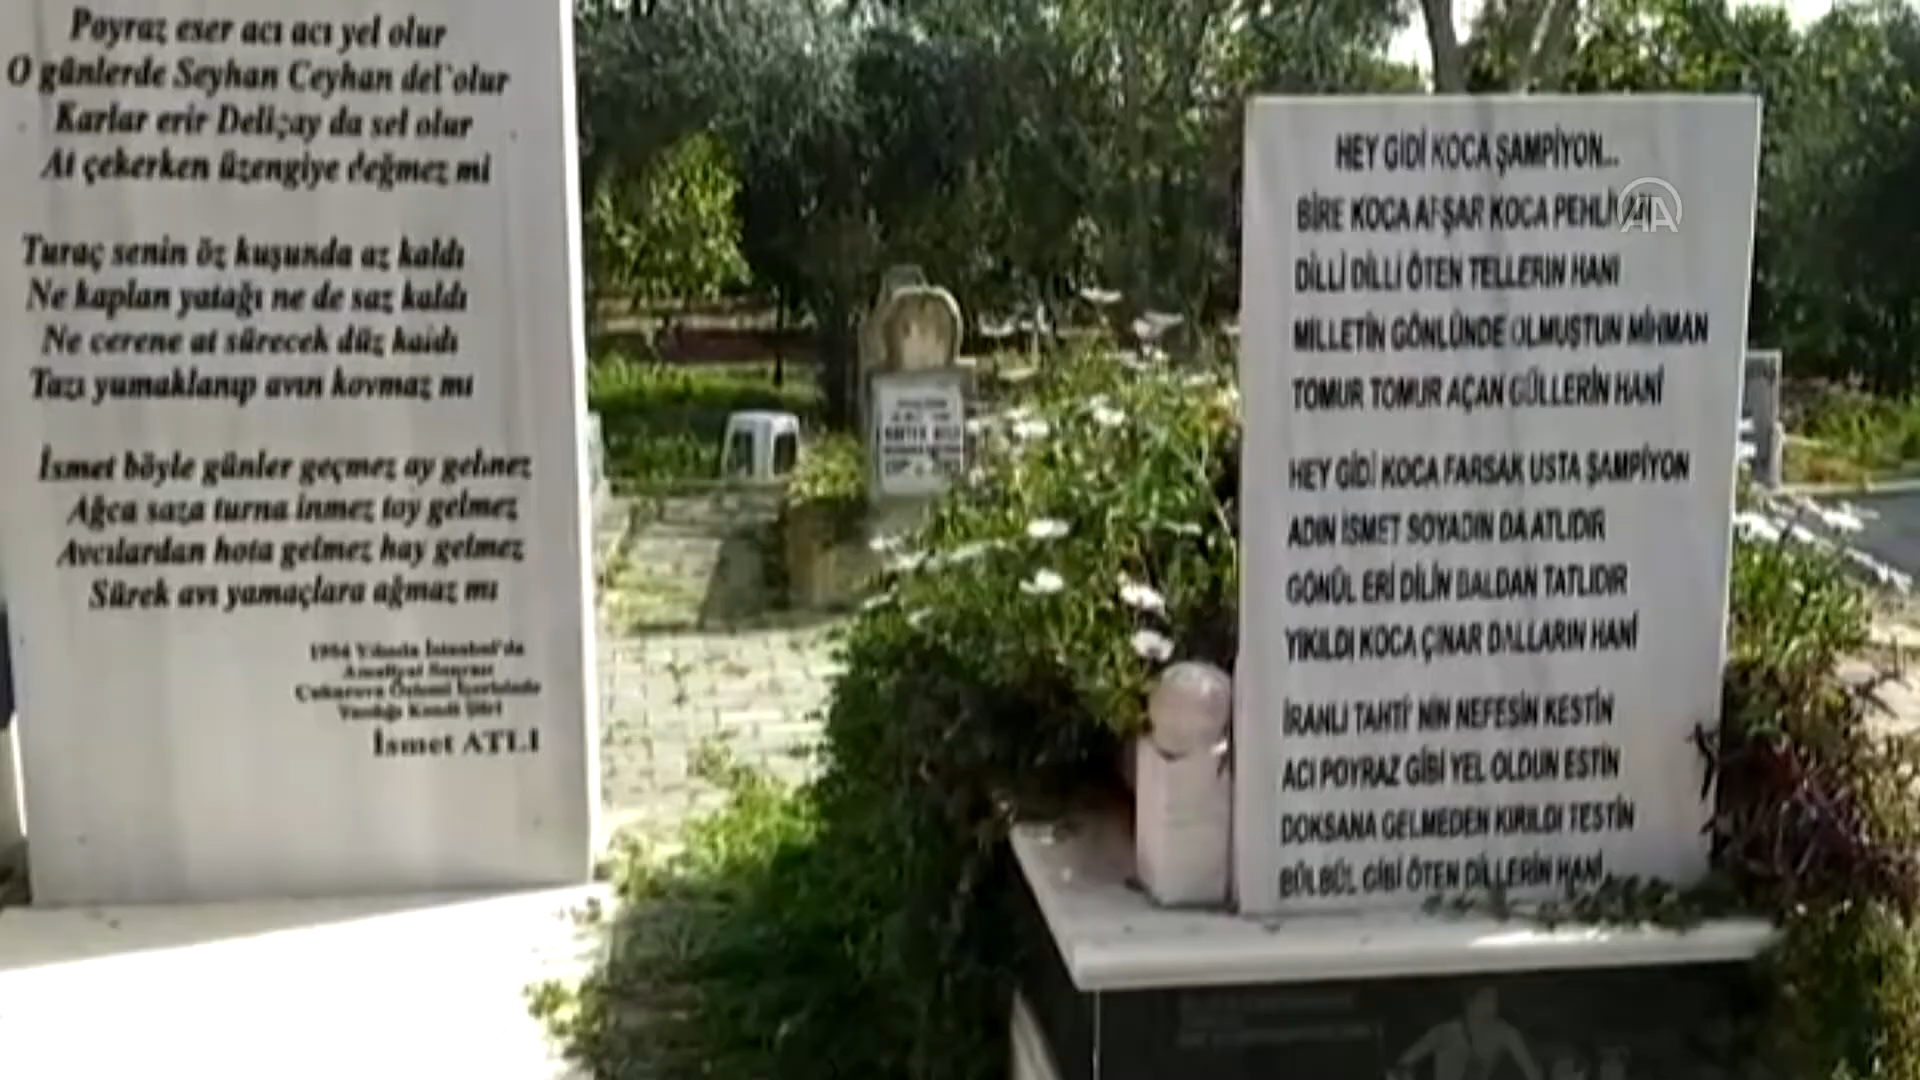 Poyraz eser acı acı yel olur
O günlerde Seyhan Ceyhan del'olur
Karlar erir Deliçay da sel olur
At çekerken üzengiye değmez mi
Turaç senin öz kuşunda az kaldı
Ne kaplan yatağı ne de saz kaldı
Ne cerene at sürecek düz kaldı
Tazı yumaklanıp avın kovmaz mı
İsmet böyle günler geçmez ay gelmez
Ağca saza turna inmez toy gelmez
Avcılardan hota gelmez hay gelmez
Sürek avı yamaçlara ağmaz mı
1954 Yılında İstanbul'da
Ameliyat Sonrası
Çukurova Özlemi İçerisinde
Yazdığı Kendi Şiiri
İsmet ATLI
HEY GİDİ KOCA ŞAMPİYON...
BİRE KOCA AFŞAR KOCA PEHLİVAN
DİLLİ DİLLİ ÖTEN TELLERİN HANİ
MİLLETİN GÖNLÜNDE OLMUŞTUN MİHMAN
TOMUR TOMUR AÇAN GÜLLERİN HANİ
HEY GİDİ KOCA FARSAK USTA ŞAMPİYON
ADIN İSMET SOYADIN DA ATLIDIR
GÖNÜL ERİ DİLİN BALDAN TATLIDIR
YIKILDI KOCA ÇINAR DALLARIN HANİ
İRANLI TAHTİ'NİN NEFESİN KESTİN
ACI POYRAZ GİBİ YEL OLDUN ESTİN
DOKSANA GELMEDEN KIRILDI TESTİN
BÜLBÜL GİBİ ÖTEN DİLLERİN HANİ
AA